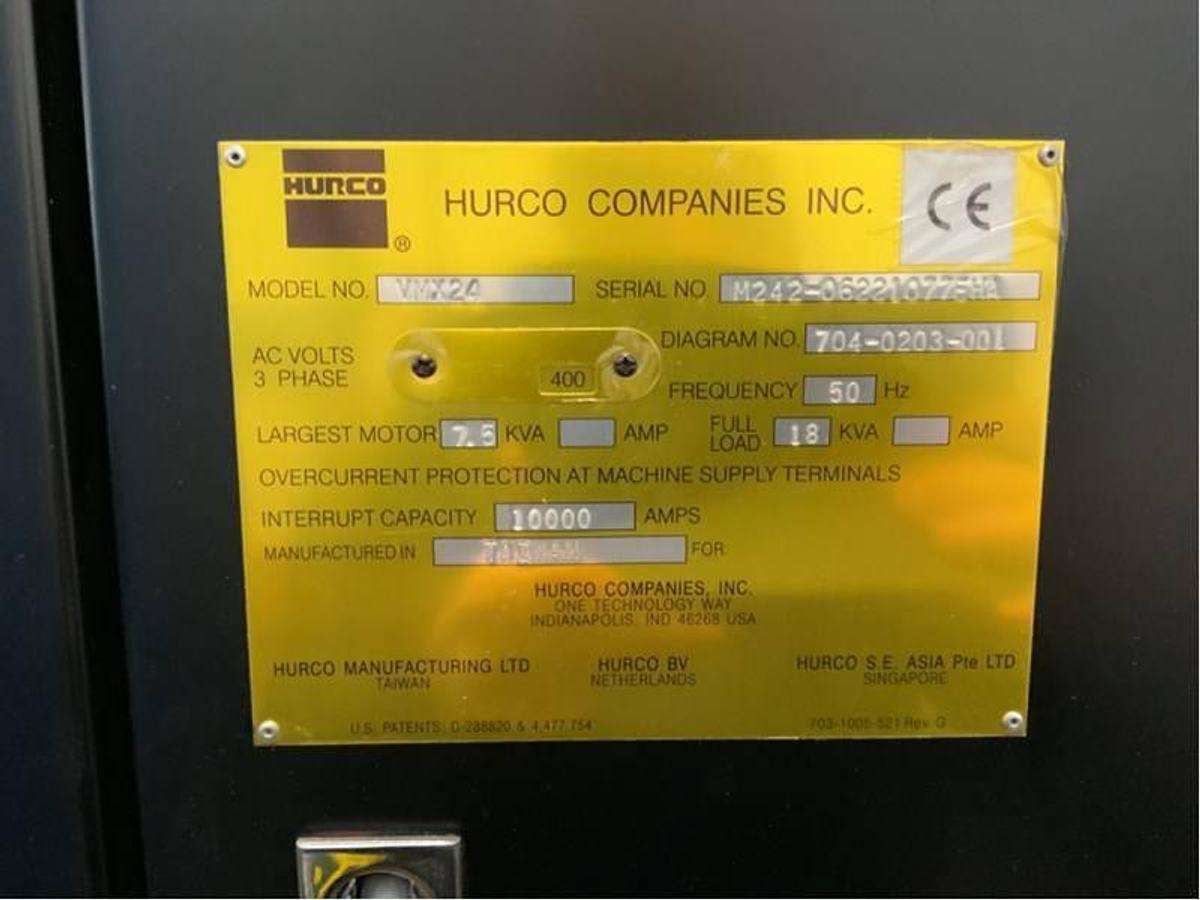 HURCO
®
HURCO COMPANIES INC.
CE
MODEL NO. VMX24 SERIAL NO. M242-06221077FHA
DIAGRAM NO. 704-0203-001
AC VOLTS
3 PHASE
400
FREQUENCY 50 Hz
LARGEST MOTOR 7.5 KVA AMP FULL LOAD 18 KVA AMP
OVERCURRENT PROTECTION AT MACHINE SUPPLY TERMINALS
INTERRUPT CAPACITY 10000 AMPS
MANUFACTURED IN TAIWAN FOR:
HURCO COMPANIES, INC.
ONE TECHNOLOGY WAY
INDIANAPOLIS, IND 46268 USA
HURCO MANUFACTURING LTD HURCO BV HURCO S.E. ASIA Pte LTD
TAIWAN NETHERLANDS SINGAPORE
U.S. PATENTS: D-288820 & 4,477,754 703-1005-521 Rev. G